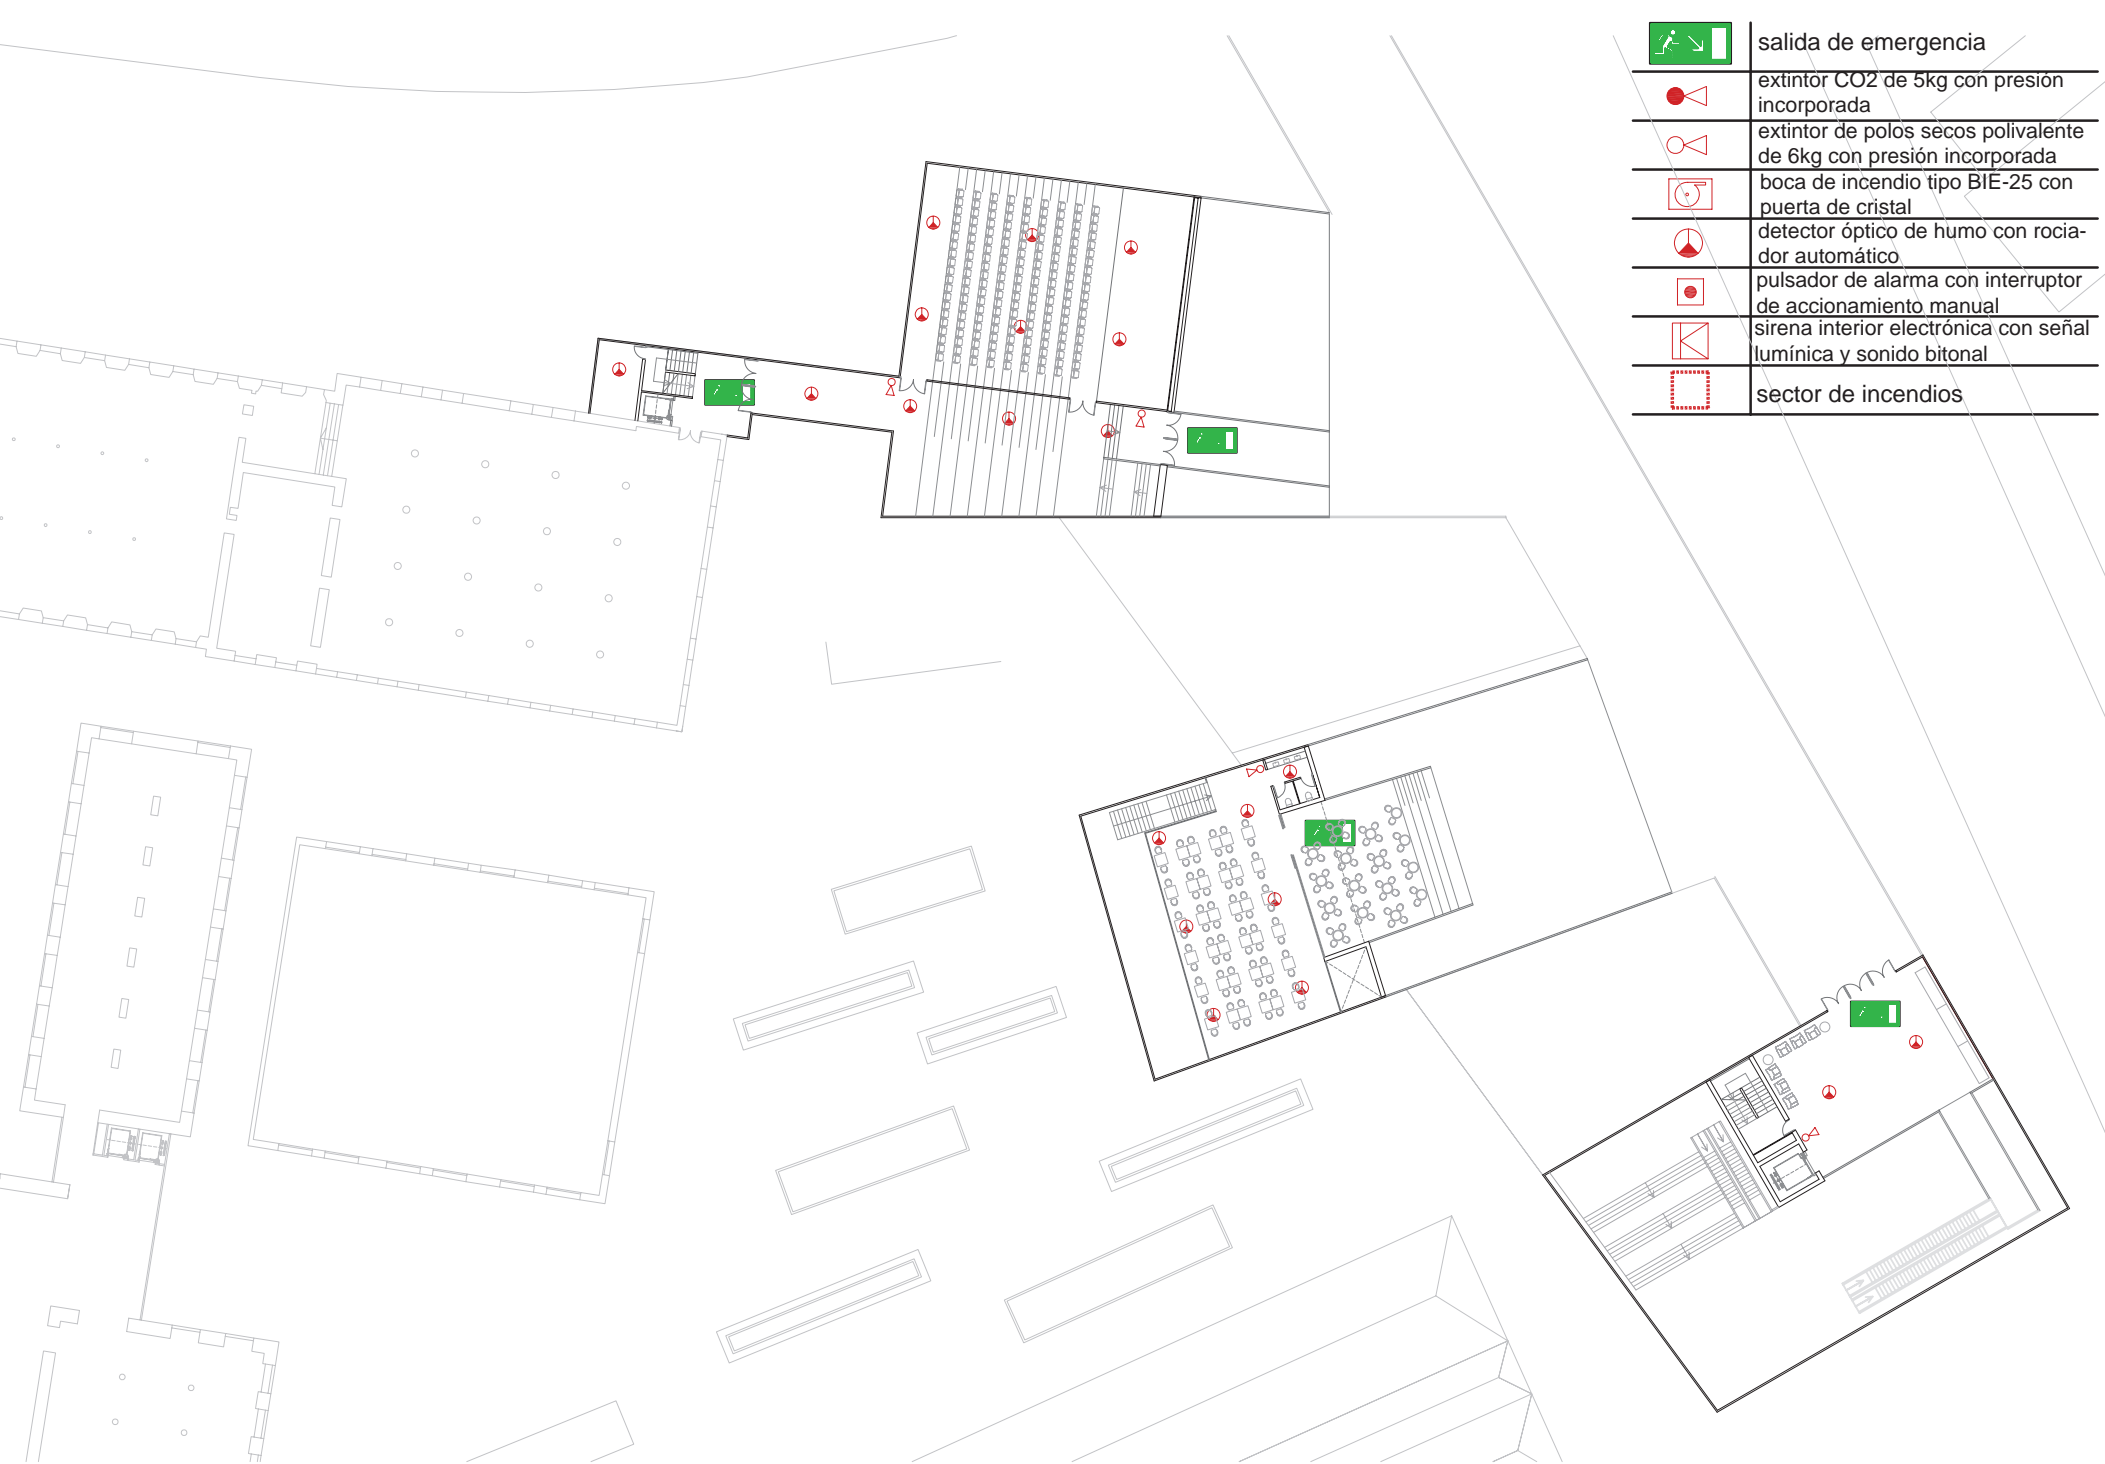 salida de emergencia
extintor CO2 de 5kg con presión
incorporada
extintor de polos secos polivalente
de 6kg con presión incorporada
boca de incendio tipo BIE-25 con
puerta de cristal
detector óptico de humo con rocia-
dor automático
pulsador de alarma con interruptor
de accionamiento manual
sirena interior electrónica con señal
lumínica y sonido bitonal
sector de incendios